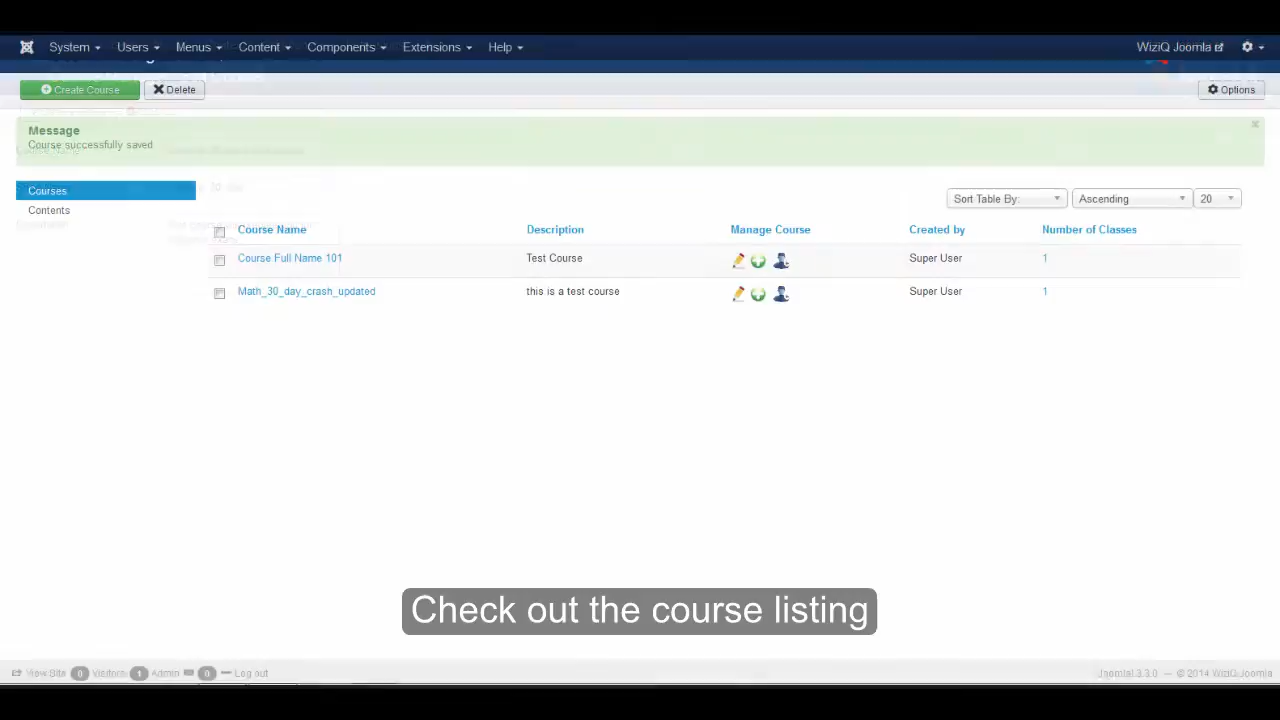 System Users Menus Content Components Extensions Help WiziQ Joomla
Create Course Delete Options
Message
Course successfully saved
Courses
Contents
Sort Table By: Ascending 20
Course Name Description Manage Course Created by Number of Classes
Course Full Name 101 Test Course Super User 1
Math_30_day_crash_updated this is a test course Super User 1
Check out the course listing
View Site 0 Visitors 1 Admin 0 Log out Joomla! 3.3.0 — © 2014 WiziQ Joomla